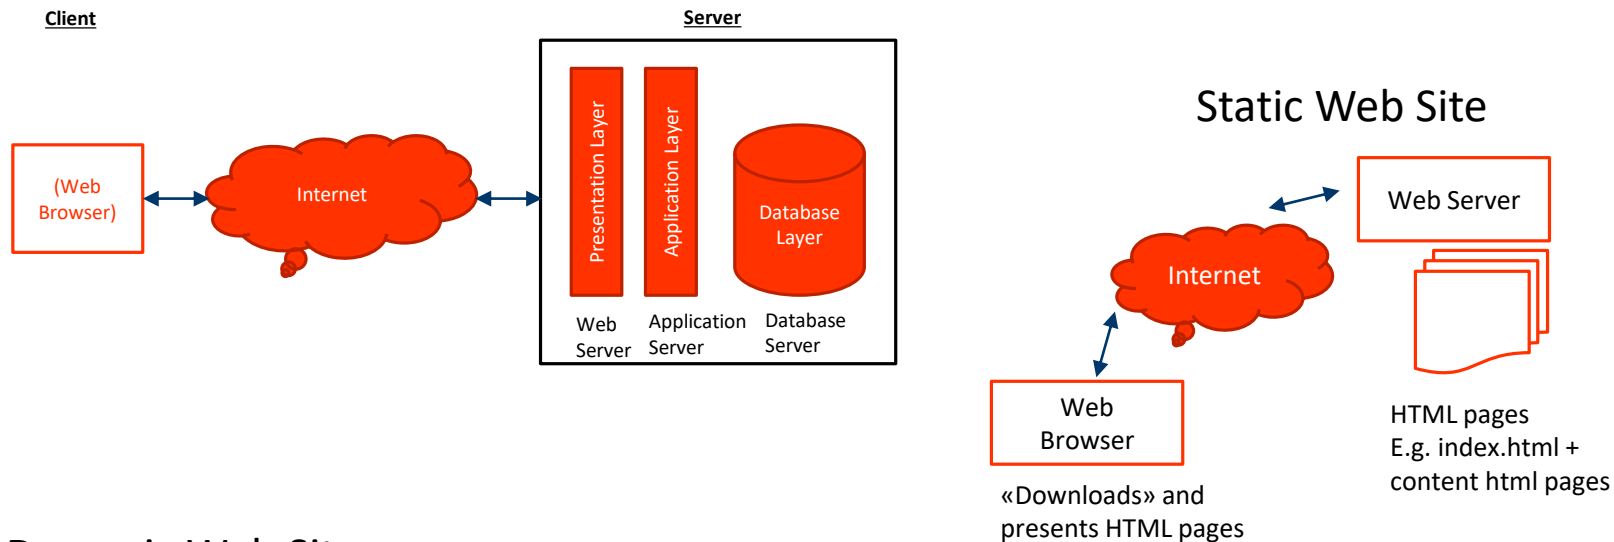 Client
Server
(Web
Browser)
Internet
Presentation Layer
Application Layer
Database
Layer
Web
Server
Application
Server
Database
Server
Static Web Site
Web Server
Internet
Web
Browser
HTML pages
E.g. index.html +
content html pages
«Downloads» and
presents HTML pages